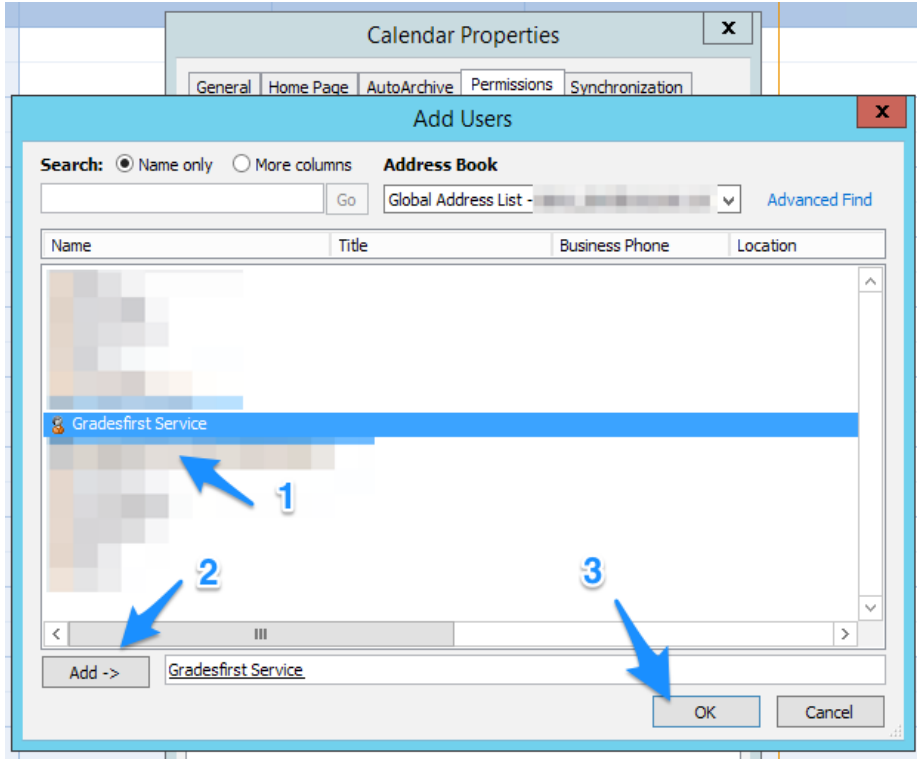 Calendar Properties
x
General Home Page AutoArchive Permissions Synchronization
Add Users
x
Search: Name only More columns Address Book
Go Global Address List - Advanced Find
Name Title Business Phone Location
Gradesfirst Service
1
2
3
Add -> Gradesfirst Service
OK Cancel